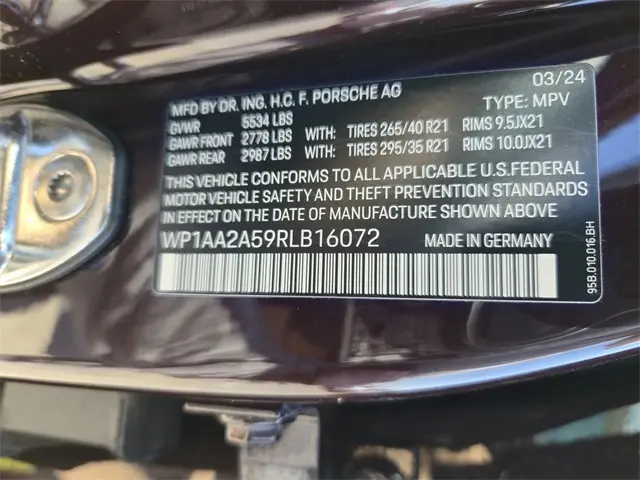 03/24
MFD BY DR. ING. H.C. F. PORSCHE AG
GVWR 5534 LBS TYPE: MPV
GAWR FRONT 2778 LBS WITH: TIRES 265/40 R21 RIMS 9.5JX21
GAWR REAR 2987 LBS WITH: TIRES 295/35 R21 RIMS 10.0JX21
THIS VEHICLE CONFORMS TO ALL APPLICABLE U.S.FEDERAL
MOTOR VEHICLE SAFETY AND THEFT PREVENTION STANDARDS
IN EFFECT ON THE DATE OF MANUFACTURE SHOWN ABOVE
WP1AA2A59RLB16072 MADE IN GERMANY
95B.010.016.BH